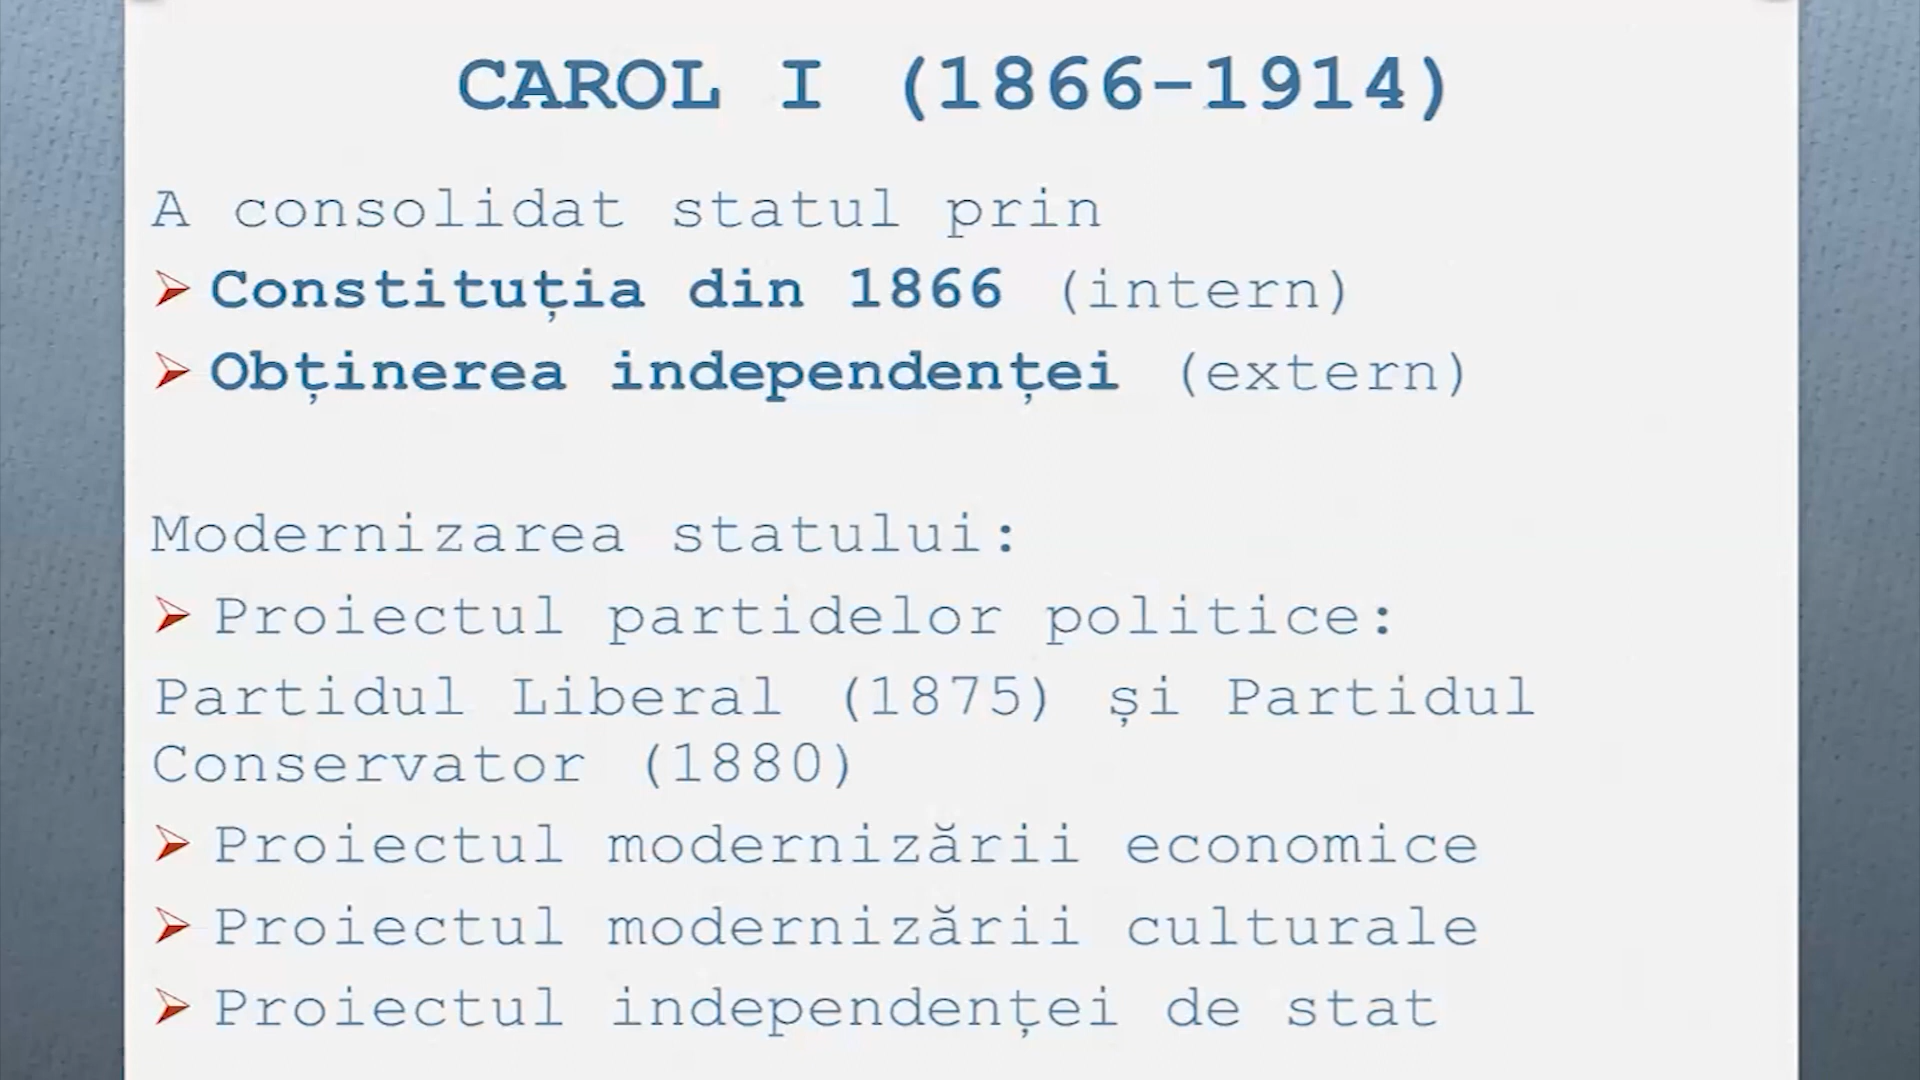 CAROL I (1866-1914)
A consolidat statul prin
➢ Constituția din 1866 (intern)
➢ Obținerea independenței (extern)
Modernizarea statului:
➢ Proiectul partidelor politice:
Partidul Liberal (1875) și Partidul
Conservator (1880)
➢ Proiectul modernizării economice
➢ Proiectul modernizării culturale
➢ Proiectul independenței de stat